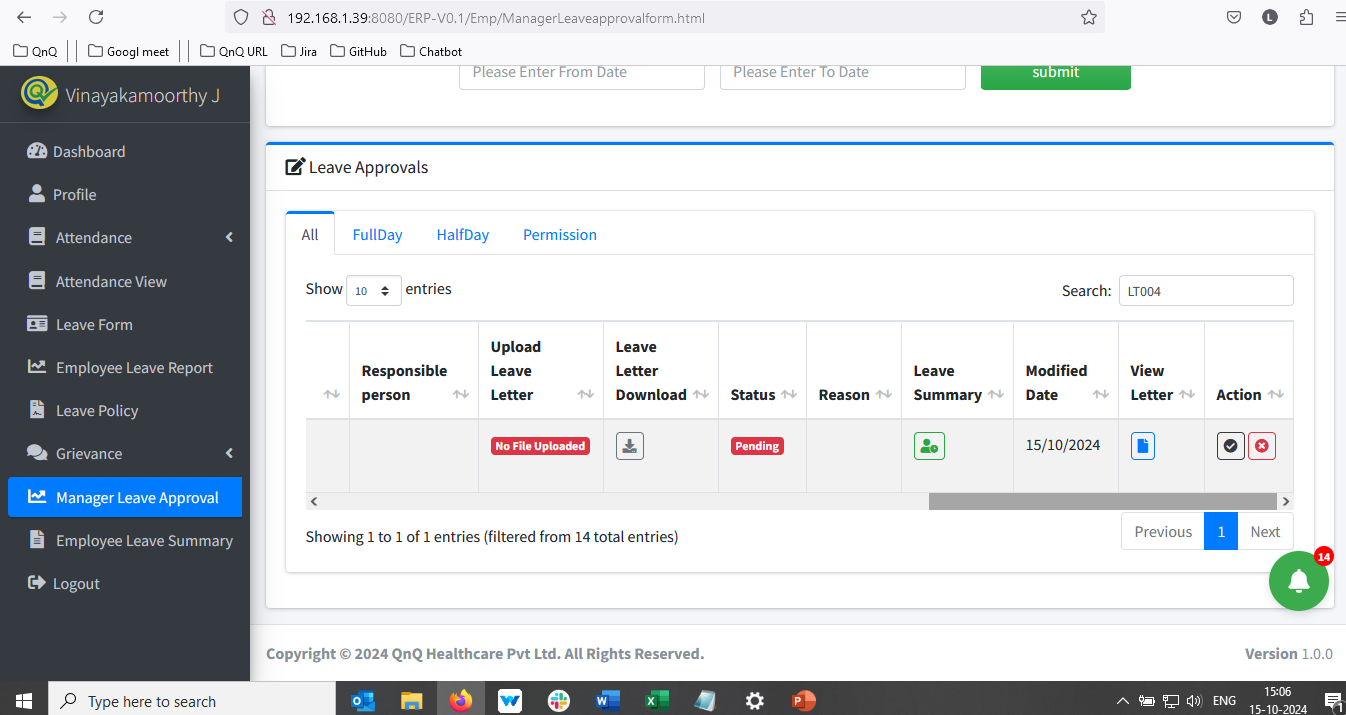 192.168.1.39:8080/ERP-V0.1/Emp/ManagerLeaveapprovalform.html
L
QnQ
Googl meet
QnQ URL
Jira
GitHub
Chatbot
Vinayakamoorthy J
Dashboard
Profile
Attendance
Attendance View
Leave Form
Employee Leave Report
Leave Policy
Grievance
Manager Leave Approval
Employee Leave Summary
Logout
Please Enter From Date
Please Enter To Date
submit
Leave Approvals
All
FullDay
HalfDay
Permission
Show 10 entries
Search: LT004
Responsible
person
Upload
Leave
Letter
Leave
Letter
Download
Status
Reason
Leave
Summary
Modified
Date
View
Letter
Action
No File Uploaded
Pending
15/10/2024
Showing 1 to 1 of 1 entries (filtered from 14 total entries)
Previous
1
Next
14
Copyright © 2024 QnQ Healthcare Pvt Ltd. All Rights Reserved.
Version 1.0.0
Type here to search
ENG
15:06
15-10-2024
1